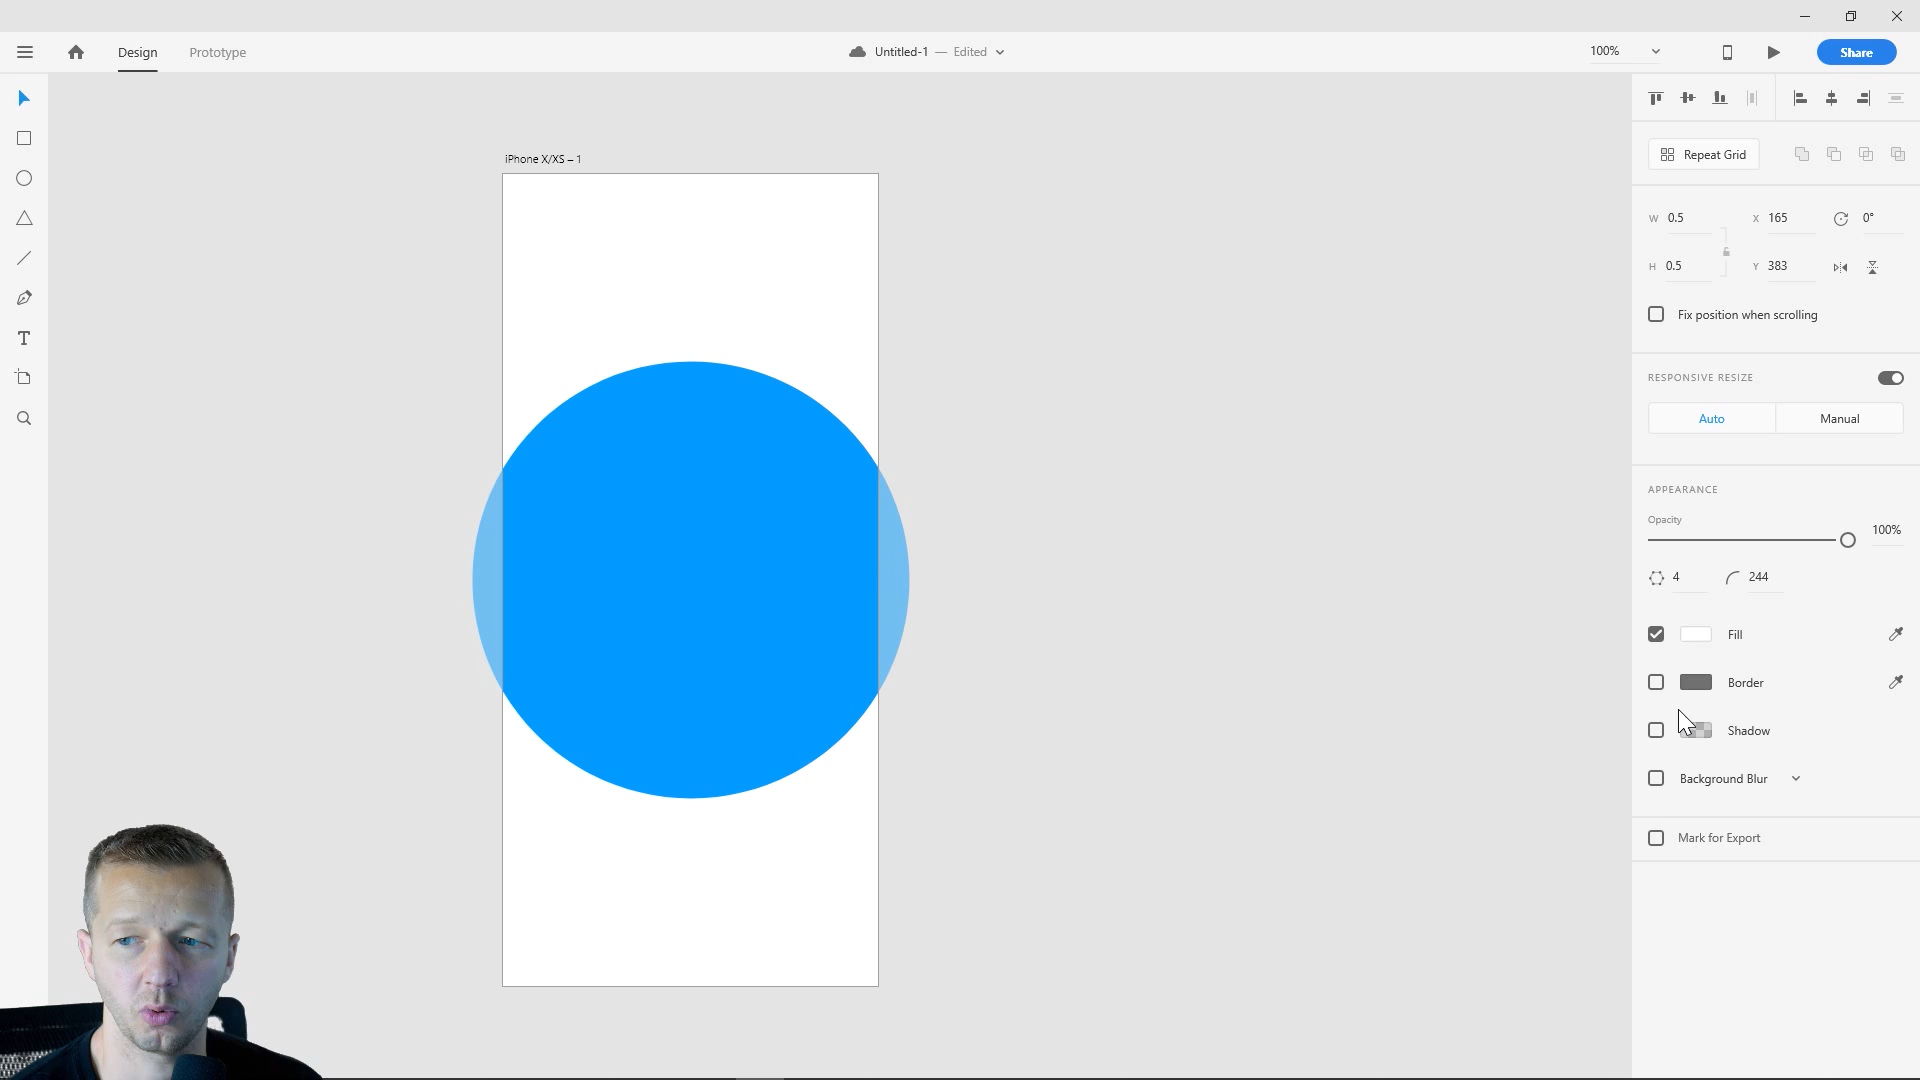 Design
Prototype
Untitled-1 — Edited
100%
Share
iPhone X/XS – 1
Repeat Grid
W 0.5
X 165
0°
H 0.5
Y 383
Fix position when scrolling
RESPONSIVE RESIZE
Auto
Manual
APPEARANCE
Opacity
100%
4
244
Fill
Border
Shadow
Background Blur
Mark for Export